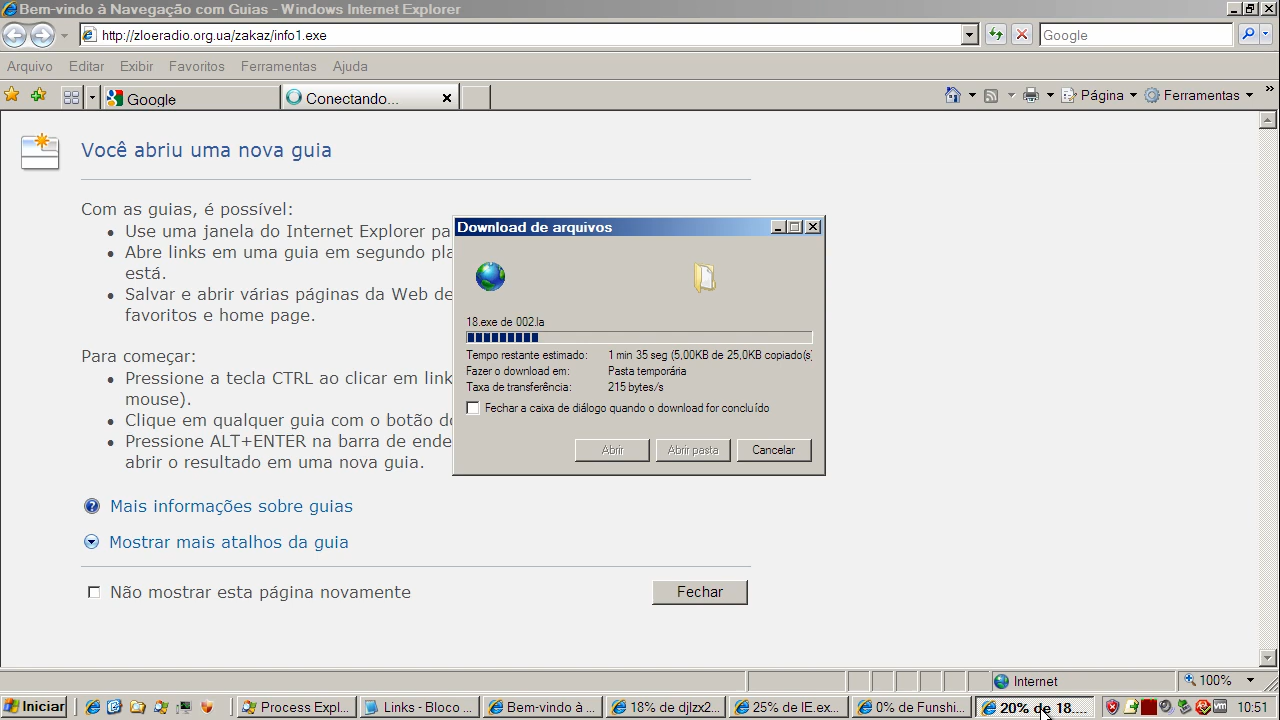 Bem-vindo à Navegação com Guias - Windows Internet Explorer
http://zloeradio.org.ua/zakaz/info1.exe
Google
Arquivo Editar Exibir Favoritos Ferramentas Ajuda
Google
Conectando...
Página
Ferramentas
»
Você abriu uma nova guia
Com as guias, é possível:
• Use uma janela do Internet Explorer pa
• Abre links em uma guia em segundo pla
está.
• Salvar e abrir várias páginas da Web de
favoritos e home page.
Para começar:
• Pressione a tecla CTRL ao clicar em link
mouse).
• Clique em qualquer guia com o botão do
• Pressione ALT+ENTER na barra de ende
abrir o resultado em uma nova guia.
Mais informações sobre guias
Mostrar mais atalhos da guia
Não mostrar esta página novamente
Fechar
Download de arquivos
18.exe de 002.la
Tempo restante estimado: 1 min 35 seg (5,00KB de 25,0KB copiado(s)
Fazer o download em: Pasta temporária
Taxa de transferência: 215 bytes/s
Fechar a caixa de diálogo quando o download for concluído
Abrir
Abrir pasta
Cancelar
Internet
100%
Iniciar
Process Expl...
Links - Bloco ...
Bem-vindo à ...
18% de djlzx2...
25% de IE.ex...
0% de Funshi...
20% de 18....
10:51